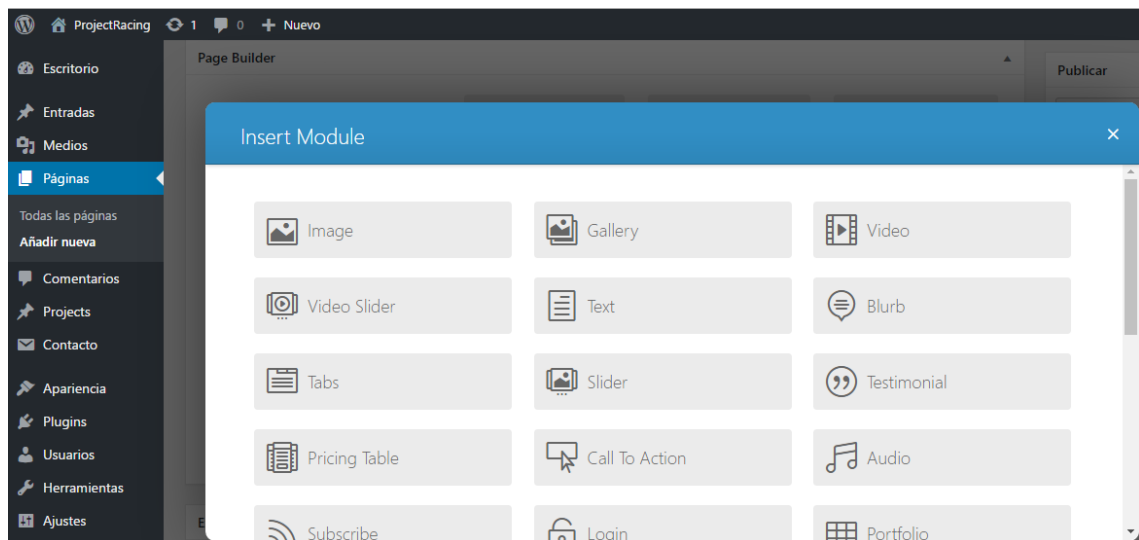 ProjectRacing 1 0 Nuevo
Escritorio
Entradas
Medios
Páginas
Todas las páginas
Añadir nueva
Comentarios
Projects
Contacto
Apariencia
Plugins
Usuarios
Herramientas
Ajustes
Page Builder
Publicar
Insert Module
Image Gallery Video
Video Slider Text Blurb
Tabs Slider Testimonial
Pricing Table Call To Action Audio
Subscribe Login Portfolio